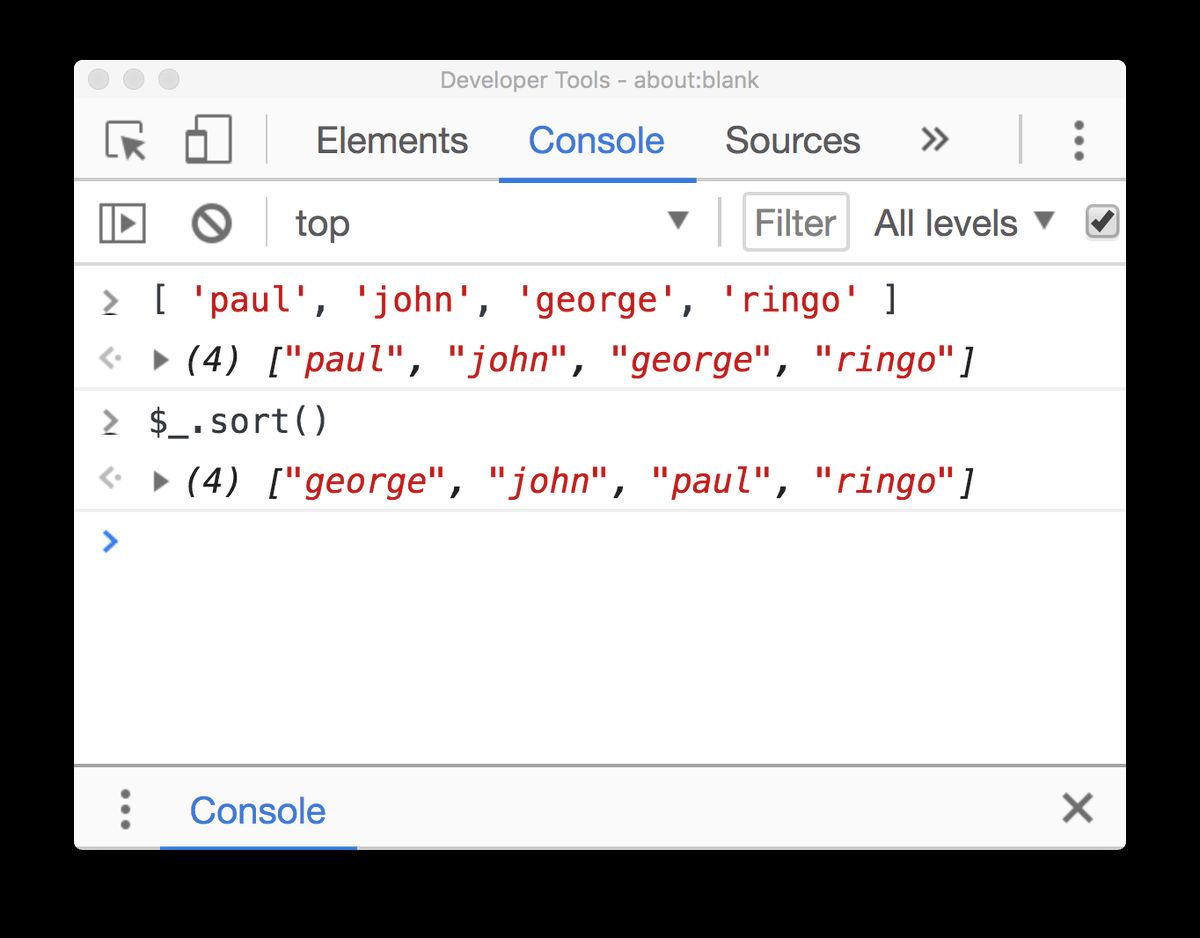 Developer Tools - about:blank
Elements Console Sources »
top ▼ Filter All levels ▼
> [ 'paul', 'john', 'george', 'ringo' ]
<· ▶ (4) ["paul", "john", "george", "ringo"]
> $_.sort()
<· ▶ (4) ["george", "john", "paul", "ringo"]
>
Console